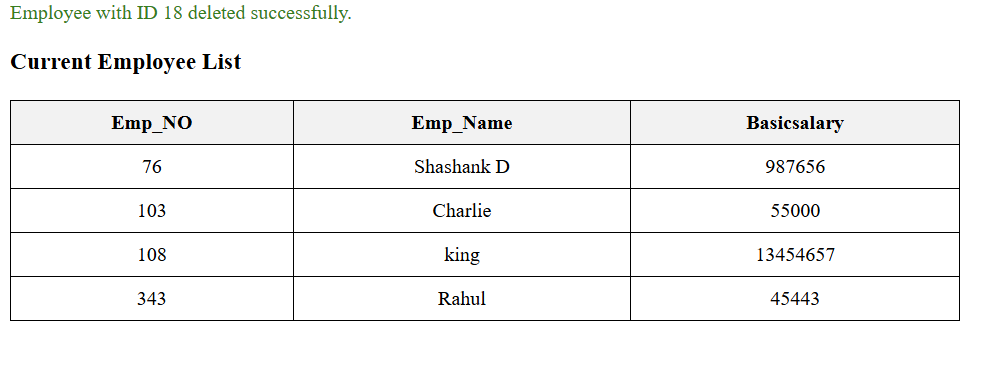 Employee with ID 18 deleted successfully.
Current Employee List
Emp_NO Emp_Name Basicsalary
76 Shashank D 987656
103 Charlie 55000
108 king 13454657
343 Rahul 45443